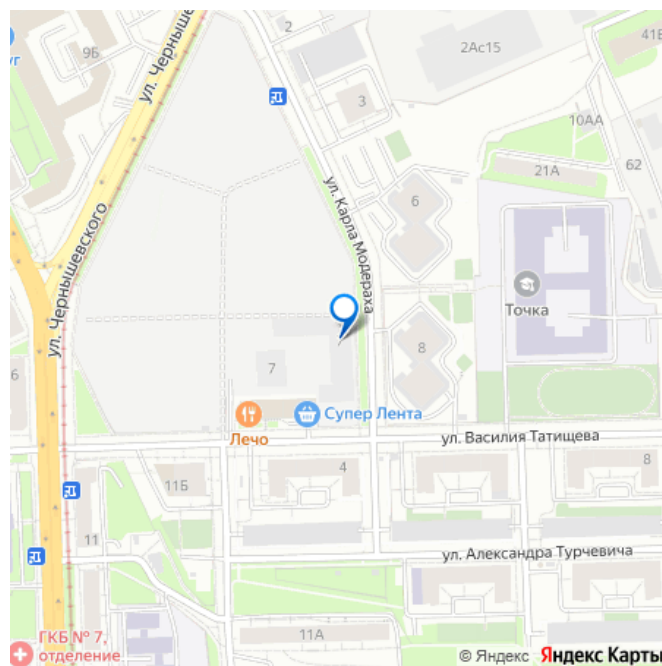 2
2Ас15
41Б
9Б
уг
ул. Чернышевского
3
10АА
62
21А
ул. Карла Модераха
6
Точка
ул. Чернышевского
8
7
6
Супер Лента
Лечо
ул. Василия Татищева
4
8
11Б
11
ул. Александра Турчевича
11А
ГКБ № 7,
отделение
© Яндекс Яндекс Карты